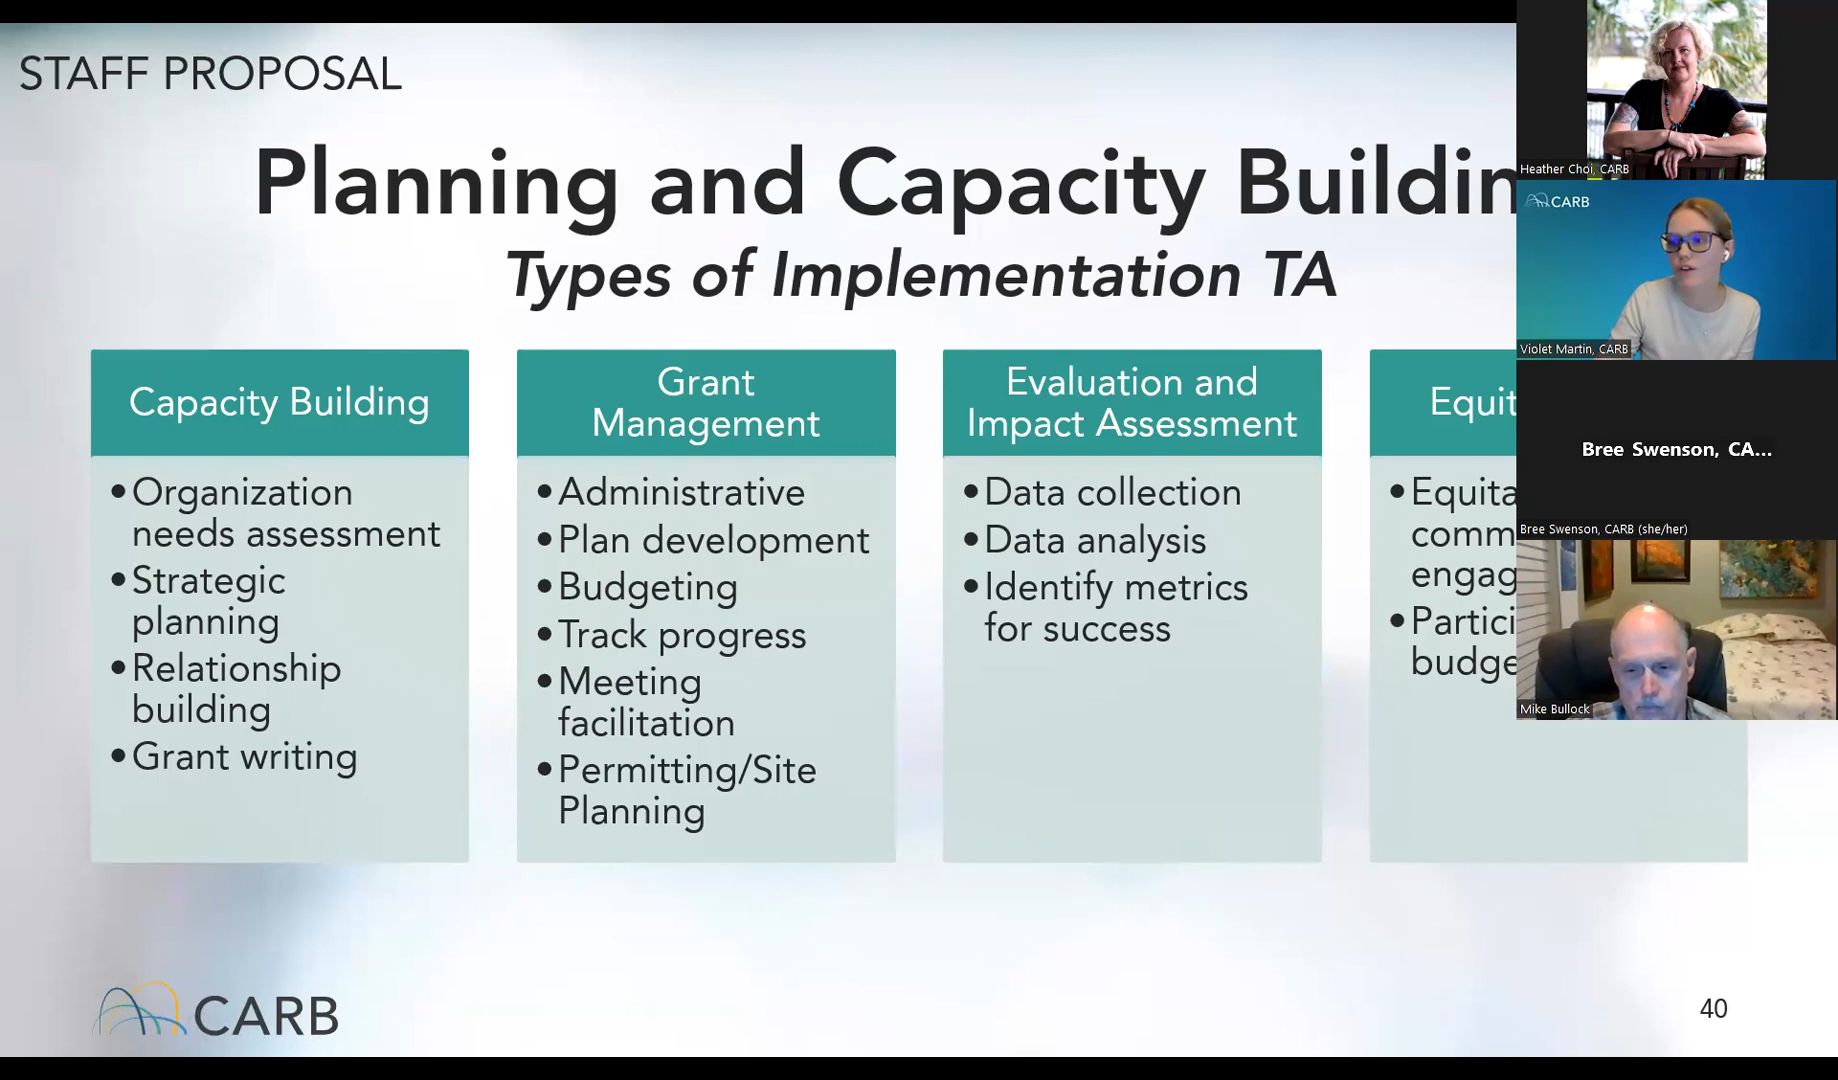 STAFF PROPOSAL
Planning and Capacity Buildin
Types of Implementation TA
Capacity Building
•Organization
needs assessment
•Strategic
planning
•Relationship
building
•Grant writing
Grant
Management
•Administrative
•Plan development
•Budgeting
•Track progress
•Meeting
facilitation
•Permitting/Site
Planning
Evaluation and
Impact Assessment
•Data collection
•Data analysis
•Identify metrics
for success
Equit
•Equita
comm
engag
•Partici
budge
Heather Choi, CARB
CARB
Violet Martin, CARB
Bree Swenson, CA...
Bree Swenson, CARB (she/her)
Mike Bullock
CARB
40